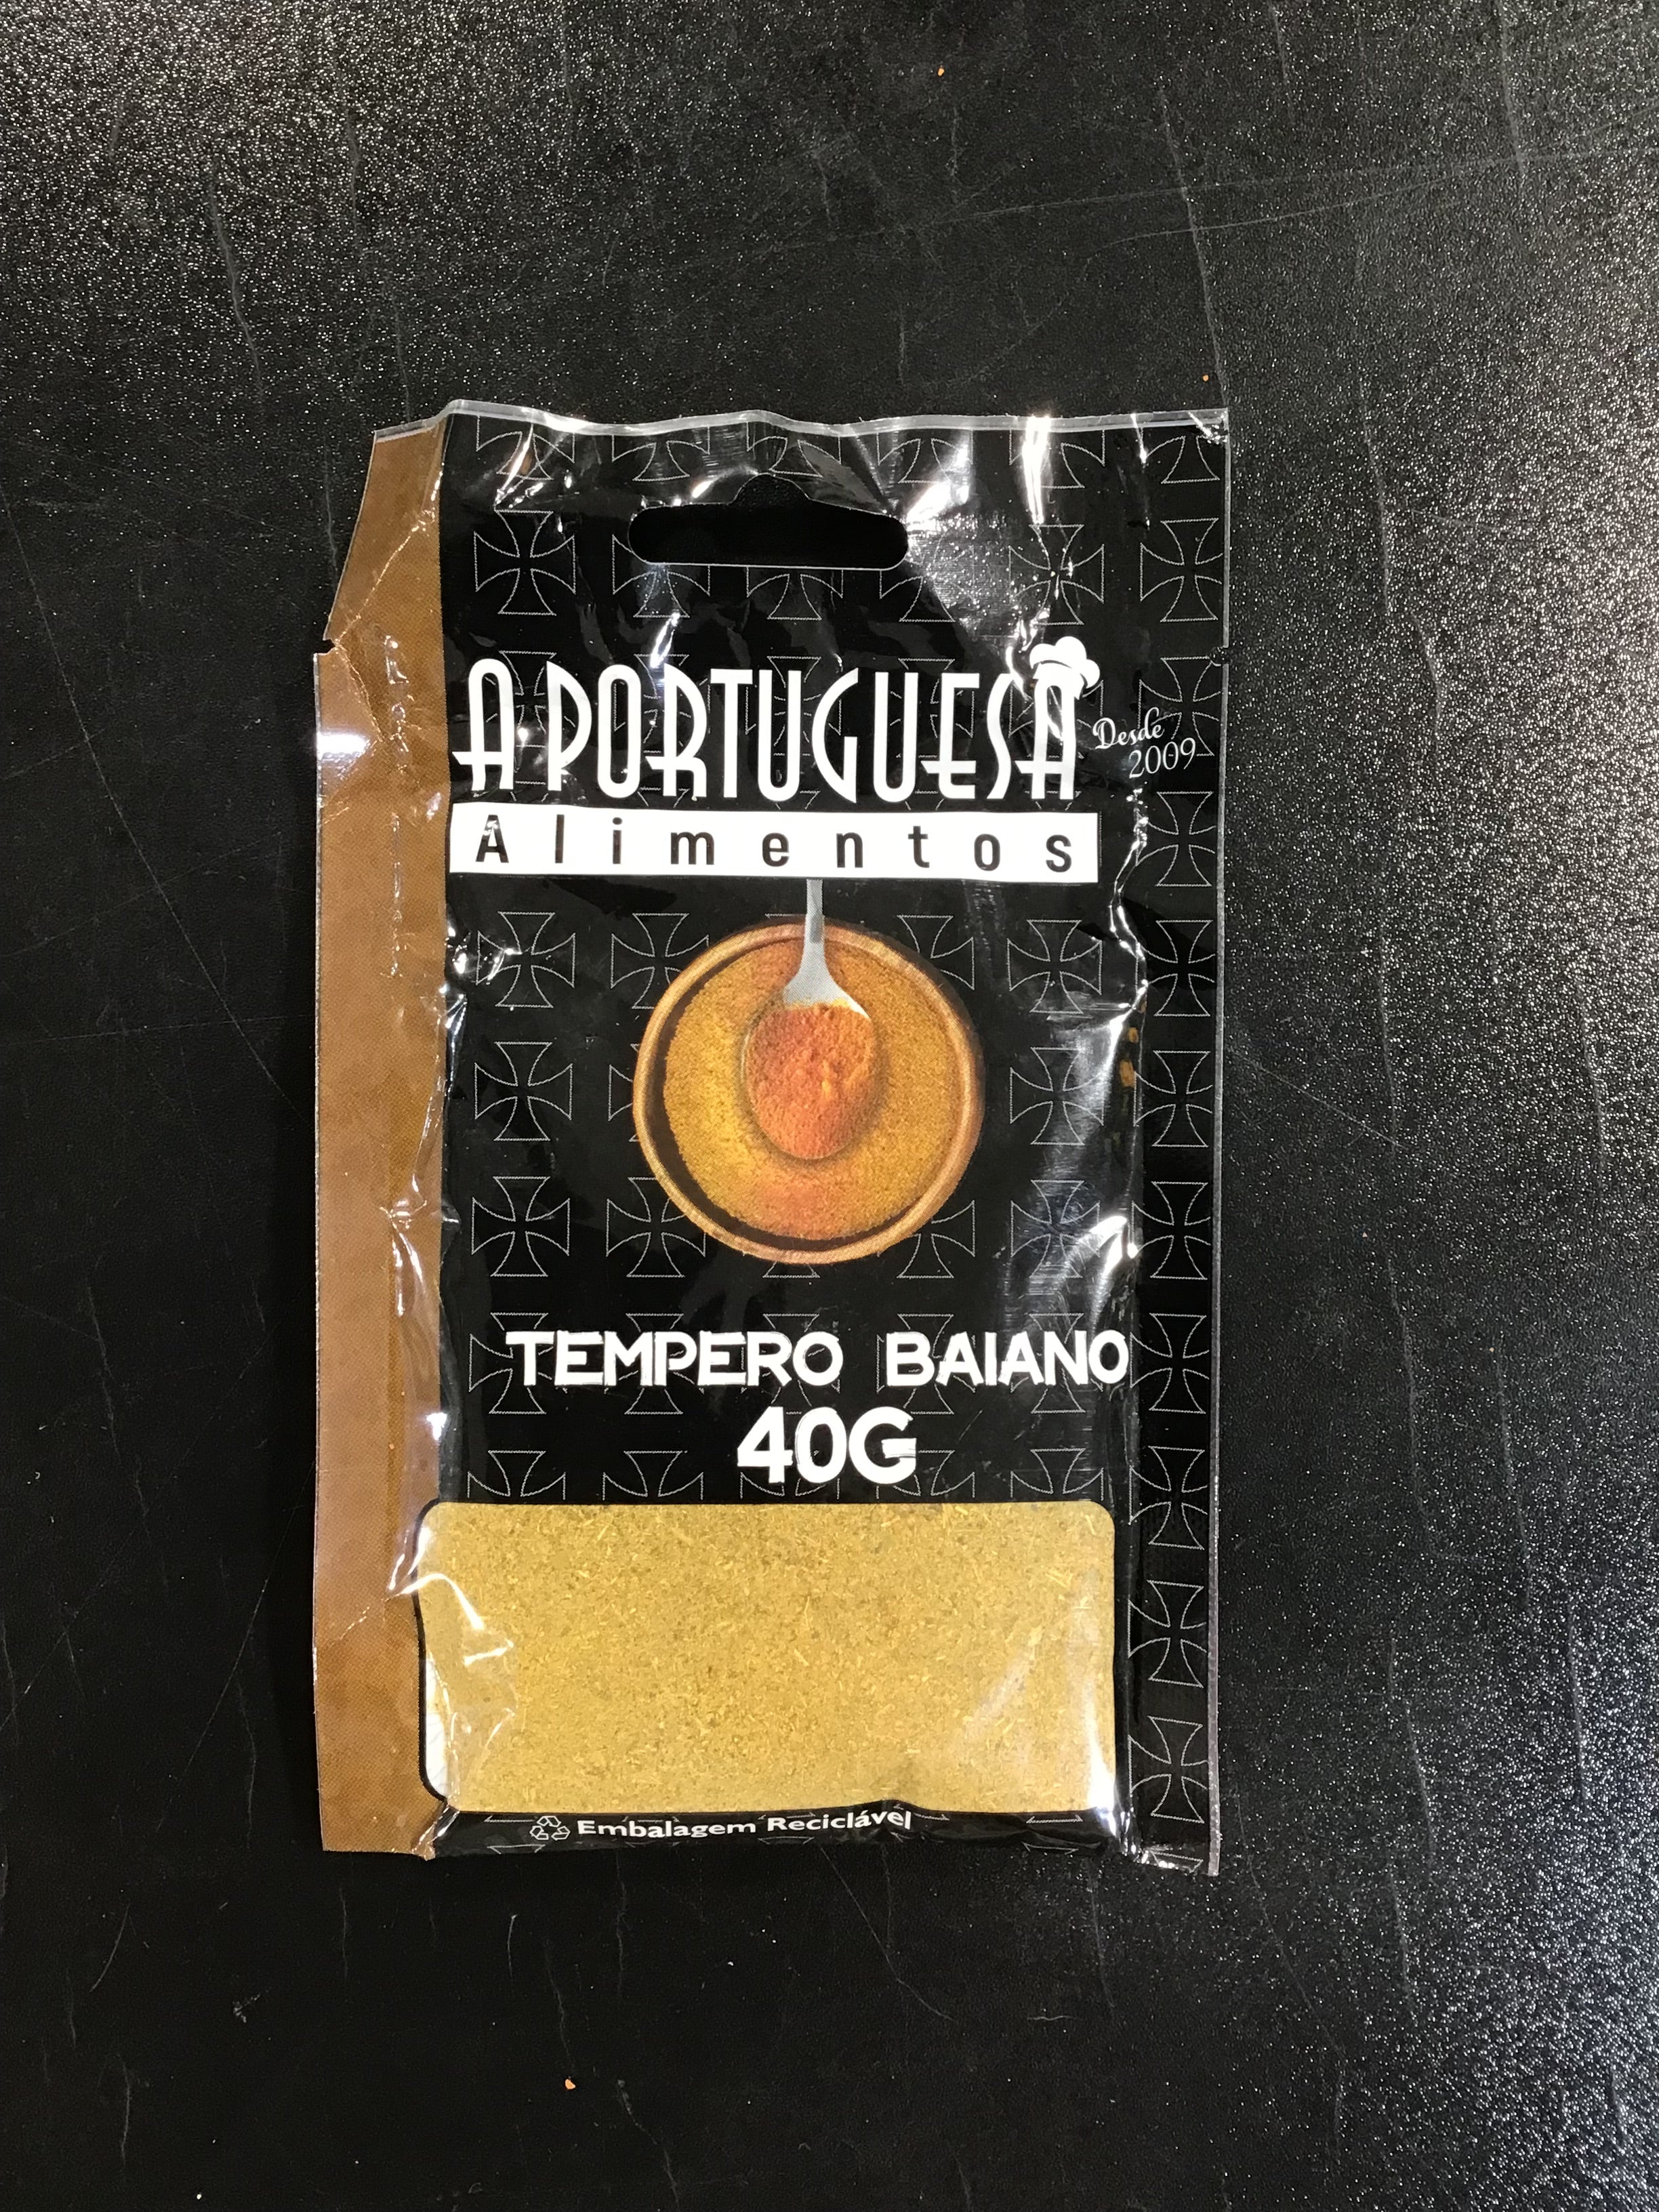 A PORTUGUESA
Desde
2009
Alimentos
TEMPERO BAIANO
40G
Embalagem Reciclável